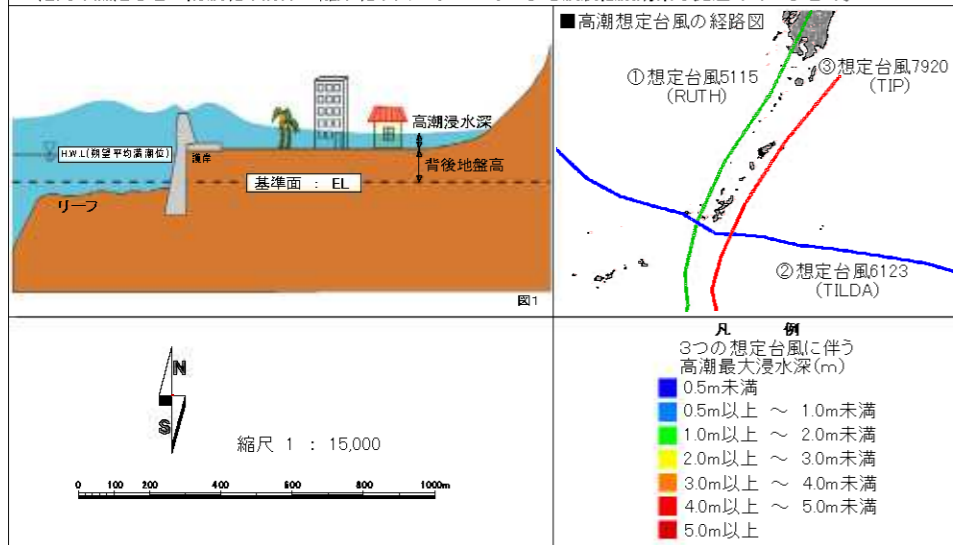 高潮浸水深
H.W.L(朔望平均満潮位)
護岸
背後地盤高
基準面 : EL
リーフ
図1
■高潮想定台風の経路図
①想定台風5115
(RUTH)
③想定台風7920
(TIP)
②想定台風6123
(TILDA)
N
S
縮尺 1 : 15,000
0 100 200 400 600 800 1000m
凡 例
3つの想定台風に伴う
高潮最大浸水深(m)
0.5m未満
0.5m以上 ~ 1.0m未満
1.0m以上 ~ 2.0m未満
2.0m以上 ~ 3.0m未満
3.0m以上 ~ 4.0m未満
4.0m以上 ~ 5.0m未満
5.0m以上